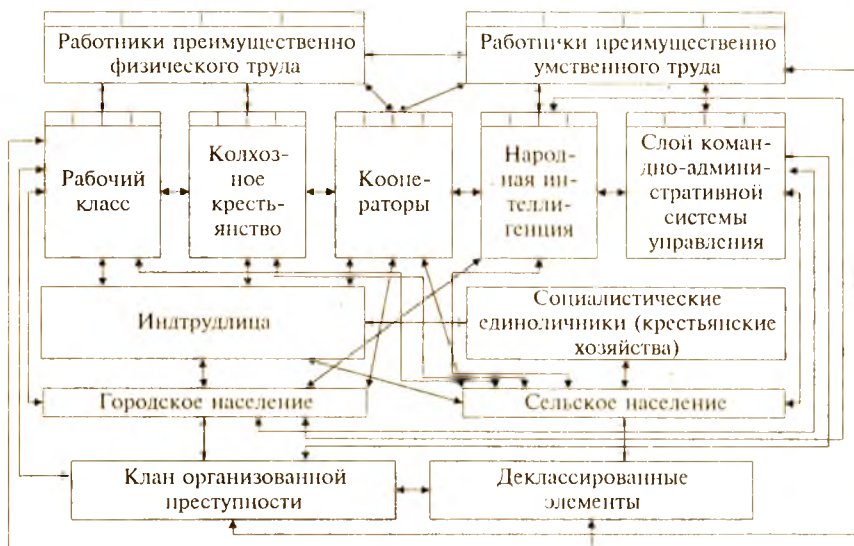 Работники преимущественно
физического труда
Работники преимущественно
умственного труда
Рабочий
класс
Колхоз-
ное
кресть-
янство
Коопе-
раторы
Народ-
ная ин-
теллиг-
генция
Слой коман-
дно-админи-
стративной
системы
управления
Индтрудлица
Социалистические
единоличники (крестьянские
хозяйства)
Городское население
Сельское население
Клан организованной
преступности
Деклассированные
элементы